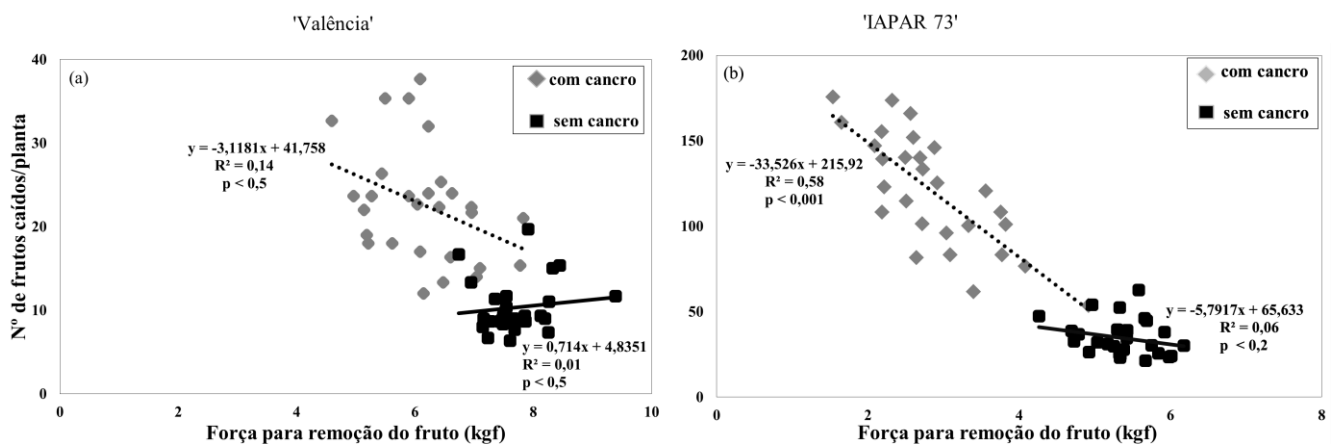 'Valência'
(a)
com cancro
sem cancro
y = -3,1181x + 41,758
R² = 0,14
p < 0,5
y = 0,714x + 4,8351
R² = 0,01
p < 0,5
Nº de frutos caídos/planta
40
30
20
10
0
0 2 4 6 8 10
Força para remoção do fruto (kgf)
'IAPAR 73'
(b)
com cancro
sem cancro
y = -33,526x + 215,92
R² = 0,58
p < 0,001
y = -5,7917x + 65,633
R² = 0,06
p < 0,2
200
150
100
50
0
0 2 4 6 8
Força para remoção do fruto (kgf)